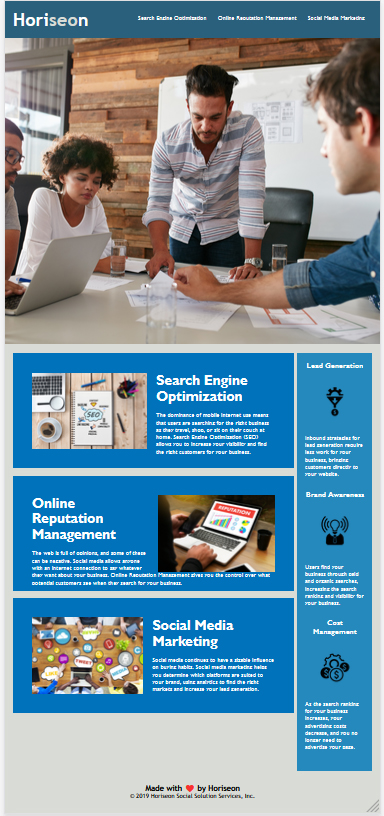 Horiseon
Search Engine Optimization Online Reputation Management Social Media Marketing
Search Engine
Optimization
The dominance of mobile internet use means
that users are searching for the right business
as they travel, shop, or sit on their couch at
home. Search Engine Optimization (SEO)
allows you to increase your visibility and find
the right customers for your business.
SEO
Online
Reputation
Management
The web is full of opinions, and some of these
can be negative. Social media allows anyone
with an internet connection to say whatever
they want about your business. Online Reputation Management gives you the control over what
potential customers see when they search for your business.
REPUTATION
Social Media
Marketing
Social media continues to have a sizable influence
on buying habits. Social media marketing helps
you determine which platforms are suited to
your brand, using analytics to find the right
markets and increase your lead generation.
LIKE
TWEET
Lead Generation
Inbound strategies for
lead generation require
less work for your
business, bringing
customers directly to
your website.
Brand Awareness
Users find your
business through paid
and organic searches,
increasing the search
ranking and visibility for
your business.
Cost
Management
As the search ranking
for your business
increases, your
advertising costs
decrease, and you no
longer need to
advertise your page.
Made with ❤️ by Horiseon
© 2019 Horiseon Social Solution Services, Inc.